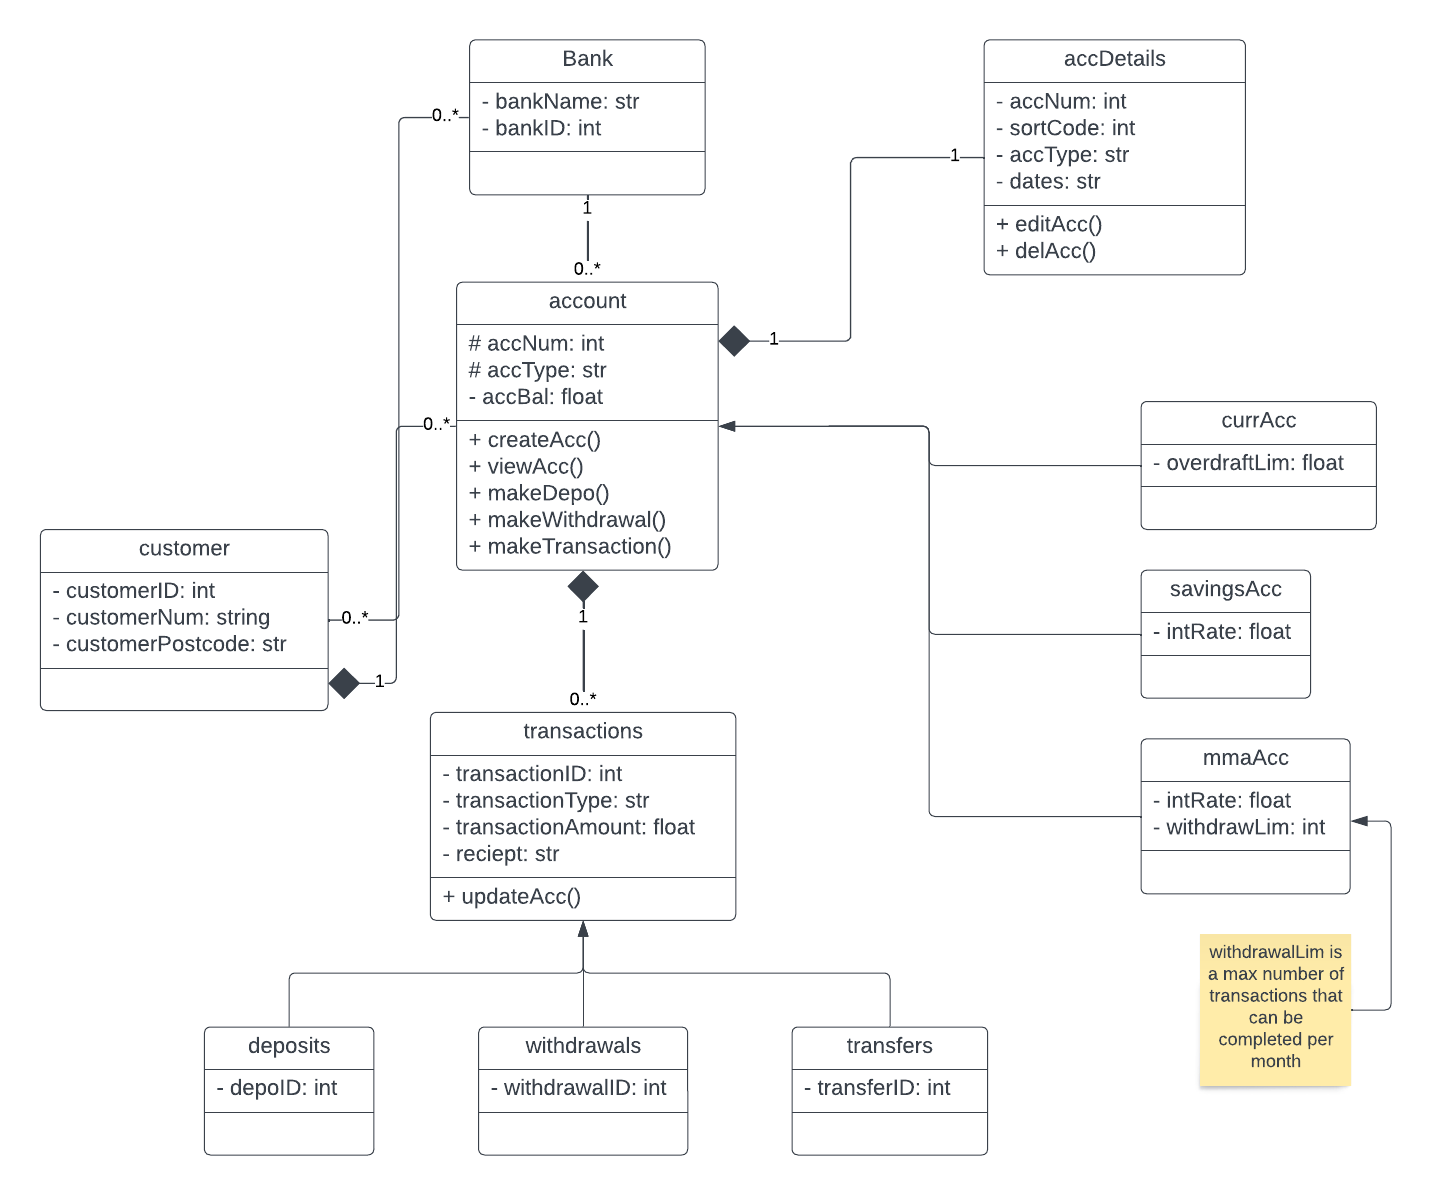 Bank
- bankName: str
- bankID: int
accDetails
- accNum: int
- sortCode: int
- accType: str
- dates: str
+ editAcc()
+ delAcc()
0..*
1
1
0..*
account
# accNum: int
# accType: str
- accBal: float
+ createAcc()
+ viewAcc()
+ makeDepo()
+ makeWithdrawal()
+ makeTransaction()
1
0..*
currAcc
- overdraftLim: float
customer
- customerID: int
- customerNum: string
- customerPostcode: str
0..*
1
savingsAcc
- intRate: float
1
0..*
transactions
- transactionID: int
- transactionType: str
- transactionAmount: float
- reciept: str
+ updateAcc()
mmaAcc
- intRate: float
- withdrawLim: int
withdrawalLim is
a max number of
transactions that
can be
completed per
month
deposits
- depoID: int
withdrawals
- withdrawalID: int
transfers
- transferID: int